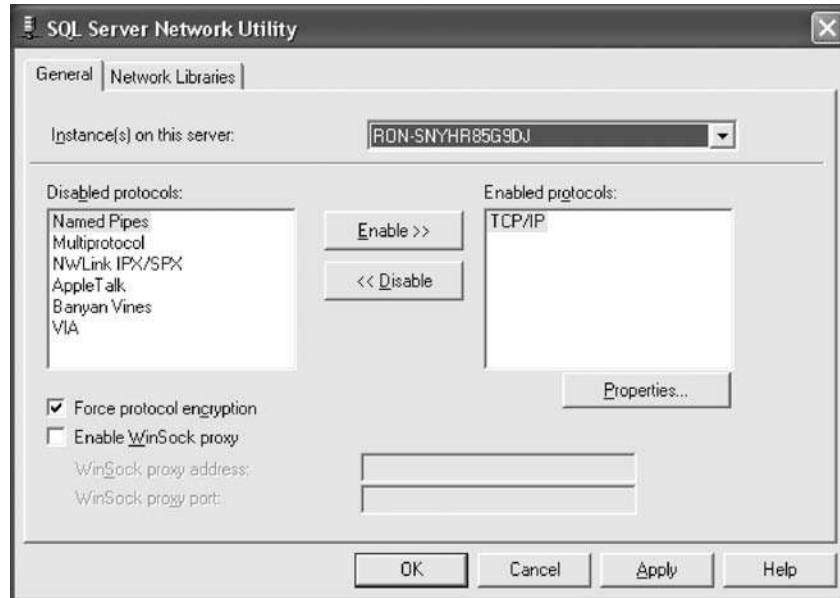 SQL Server Network Utility
General
Network Libraries
Instance(s) on this server:
RON-SNYHR85G9DJ
Disabled protocols:
Named Pipes
Multiprotocol
NWLink IPX/SPX
AppleTalk
Banyan Vines
VIA
Enable >>
<< Disable
Enabled protocols:
TCP/IP
Properties...
Force protocol encryption
Enable WinSock proxy
WinSock proxy address:
WinSock proxy port:
OK
Cancel
Apply
Help